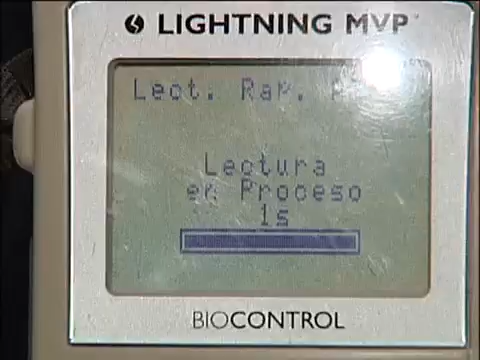 LIGHTNING MVP
Lect. Rap.
Lectura
en Proceso
1s
BIOCONTROL